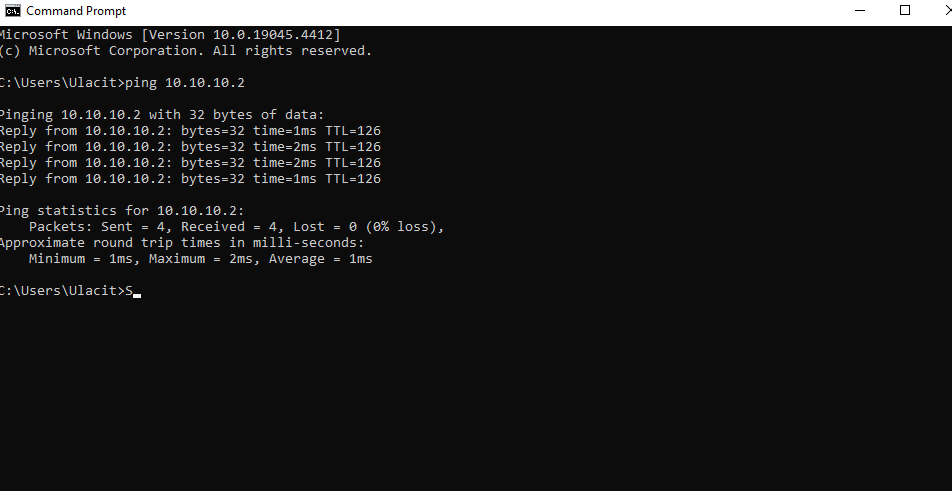 Command Prompt
Microsoft Windows [Version 10.0.19045.4412]
(c) Microsoft Corporation. All rights reserved.
C:\Users\Ulacit>ping 10.10.10.2
Pinging 10.10.10.2 with 32 bytes of data:
Reply from 10.10.10.2: bytes=32 time=1ms TTL=126
Reply from 10.10.10.2: bytes=32 time=2ms TTL=126
Reply from 10.10.10.2: bytes=32 time=2ms TTL=126
Reply from 10.10.10.2: bytes=32 time=1ms TTL=126
Ping statistics for 10.10.10.2:
Packets: Sent = 4, Received = 4, Lost = 0 (0% loss),
Approximate round trip times in milli-seconds:
Minimum = 1ms, Maximum = 2ms, Average = 1ms
C:\Users\Ulacit>S